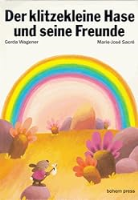 Der klitzekleine Hase
und seine Freunde
Gerda Wagener
Marie-José Sacré
bohem press